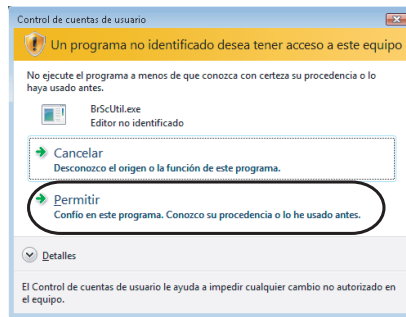 Control de cuentas de usuario
Un programa no identificado desea tener acceso a este equipo
No ejecute el programa a menos de que conozca con certeza su procedencia o lo
haya usado antes.
BrScUtil.exe
Editor no identificado
Cancelar
Desconozco el origen o la función de este programa.
Permitir
Confío en este programa. Conozco su procedencia o lo he usado antes.
Detalles
El Control de cuentas de usuario le ayuda a impedir cualquier cambio no autorizado en
el equipo.